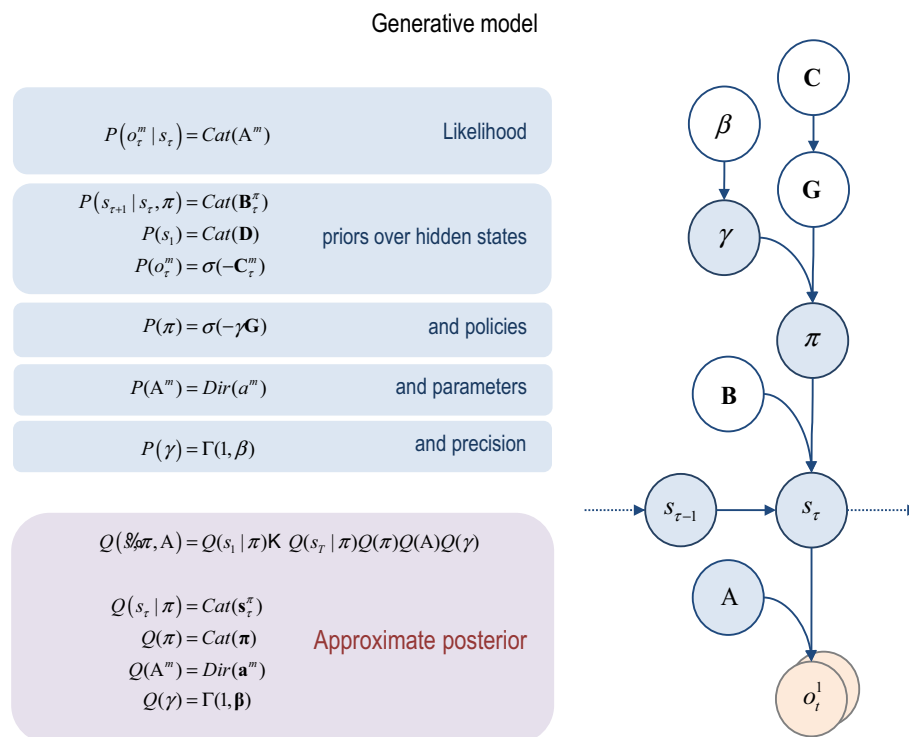 Generative model
P(o_τ^m | s_τ) = Cat(A^m)
Likelihood
P(s_{τ+1} | s_τ, π) = Cat(𝐁_τ^π)
P(s_1) = Cat(𝐃)
priors over hidden states
P(o_τ^m) = σ(−𝐂_τ^m)
P(π) = σ(−γ𝐆)
and policies
P(A^m) = Dir(a^m)
and parameters
P(γ) = Γ(1, β)
and precision
, π, A) = Q(s_1 | π)K Q(s_T | π)Q(π)Q(A)Q(γ)
Q(s_τ | π) = Cat(𝐬_τ^π)
Q(π) = Cat(𝛑)
Approximate posterior
Q(A^m) = Dir(𝐚^m)
Q(γ) = Γ(1, 𝛃)
𝐂
β
𝐆
γ
π
𝐁
s_{τ−1}
s_τ
A
o_t^1